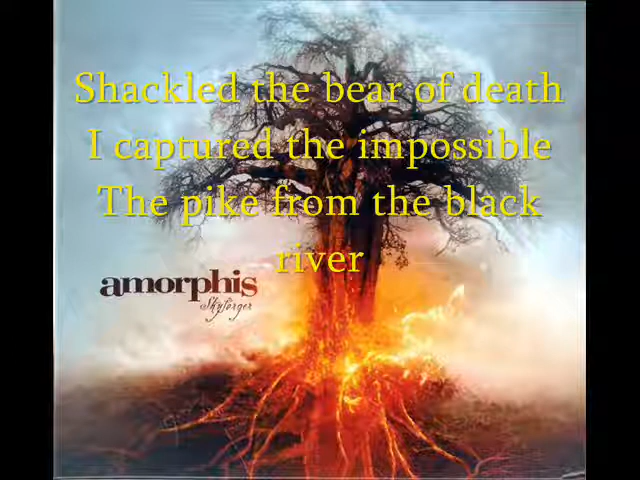 Shackled the bear of death
I captured the impossible
The pike from the black
river
amorphis
Skyforger